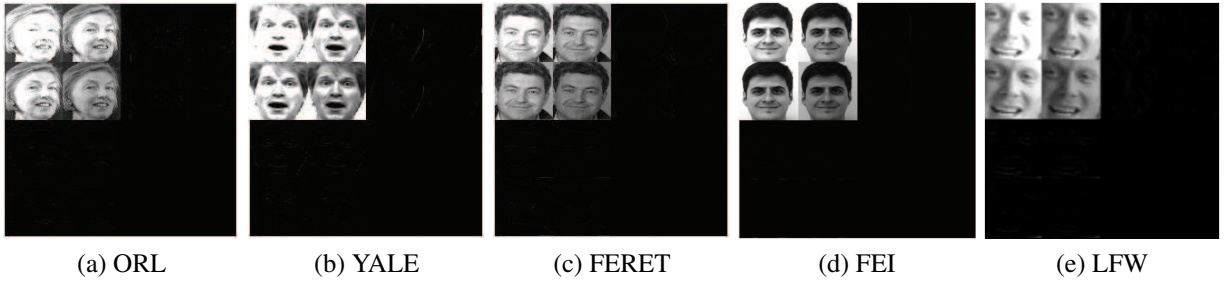 (a) ORL
(b) YALE
(c) FERET
(d) FEI
(e) LFW